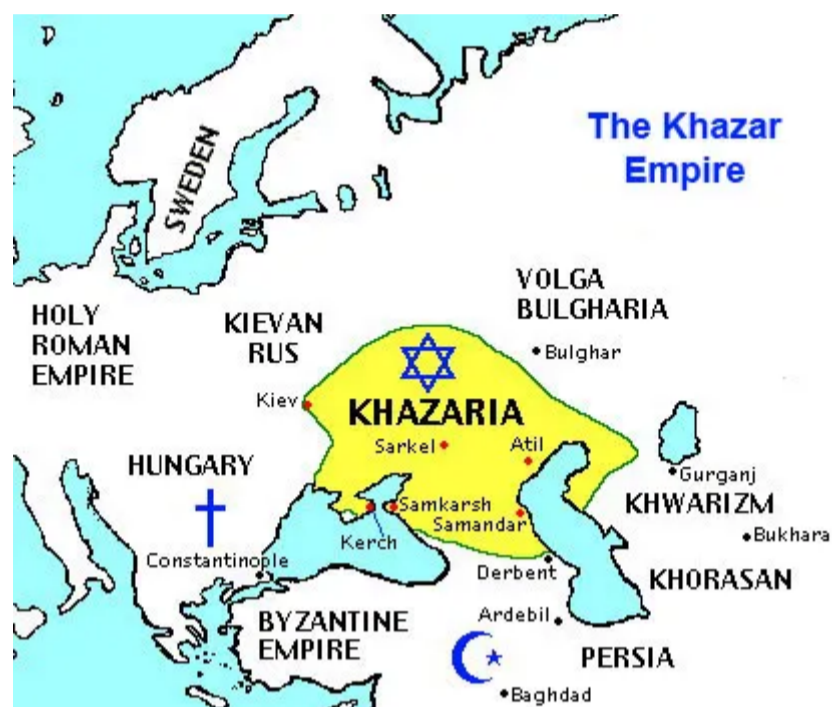 The Khazar
Empire
SWEDEN
VOLGA
BULGHARIA
HOLY
ROMAN
EMPIRE
KIEVAN
RUS
Bulghar
Kiev
KHAZARIA
Sarkel
Atil
HUNGARY
Gurganj
KHWARIZM
Samkarsh
Samandar
Kerch
Bukhara
Constantinople
Derbent
KHORASAN
Ardebil
BYZANTINE
EMPIRE
PERSIA
Baghdad